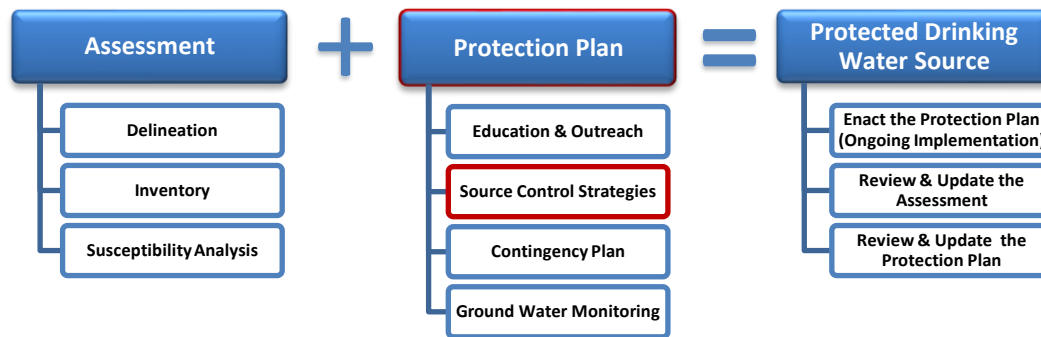 Assessment
+
Protection Plan
=
Protected Drinking
Water Source
Delineation
Inventory
Susceptibility Analysis
Education & Outreach
Source Control Strategies
Contingency Plan
Ground Water Monitoring
Enact the Protection Plan
(Ongoing Implementation)
Review & Update the
Assessment
Review & Update the
Protection Plan